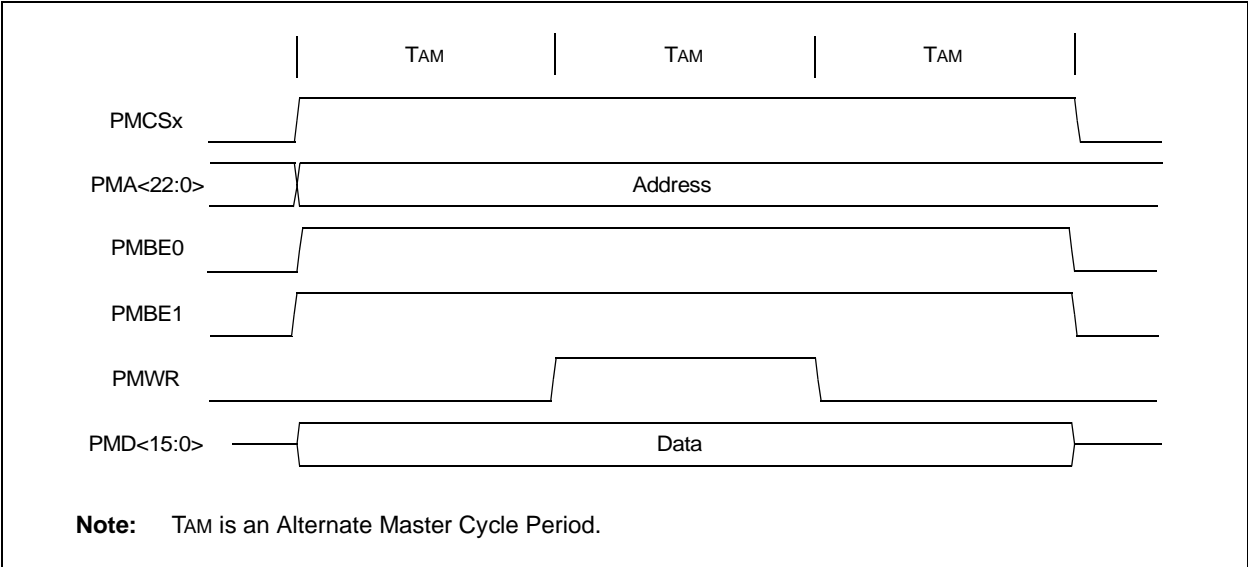 TAM TAM TAM
PMCSx
PMA<22:0> Address
PMBE0
PMBE1
PMWR
PMD<15:0> Data
Note: TAM is an Alternate Master Cycle Period.